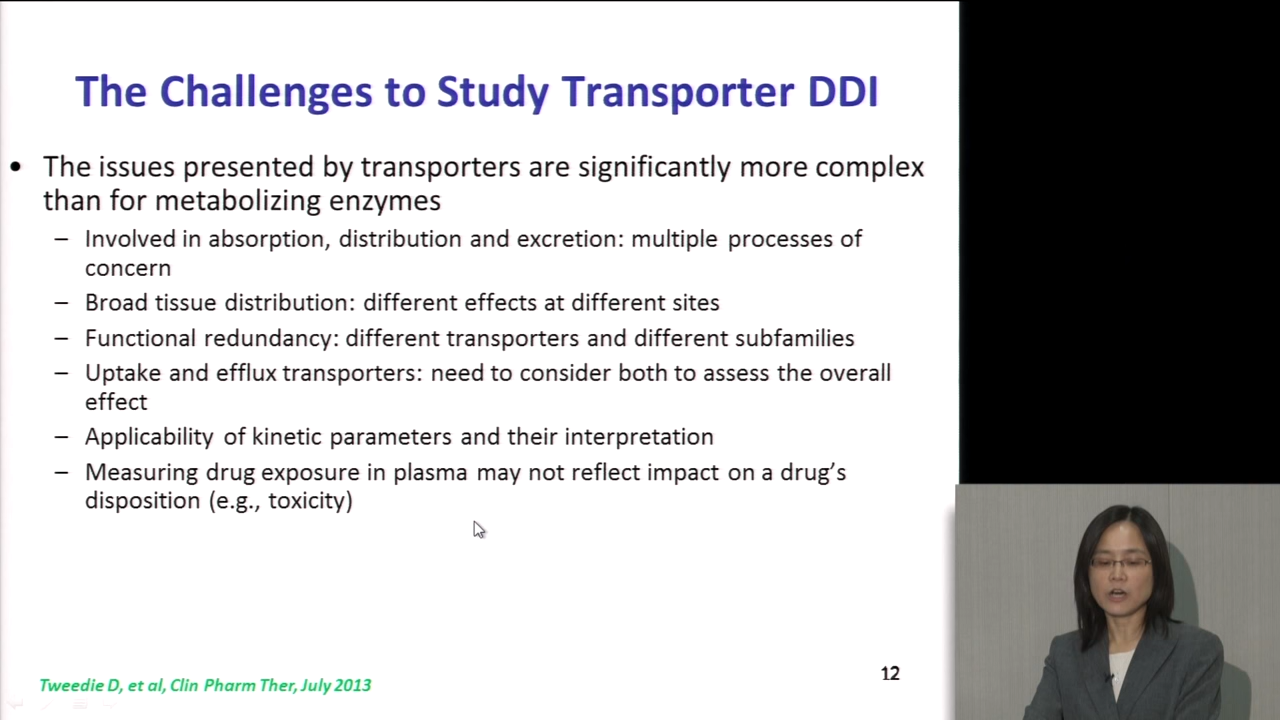 The Challenges to Study Transporter DDI
• The issues presented by transporters are significantly more complex
than for metabolizing enzymes
– Involved in absorption, distribution and excretion: multiple processes of
concern
– Broad tissue distribution: different effects at different sites
– Functional redundancy: different transporters and different subfamilies
– Uptake and efflux transporters: need to consider both to assess the overall
effect
– Applicability of kinetic parameters and their interpretation
– Measuring drug exposure in plasma may not reflect impact on a drug’s
disposition (e.g., toxicity)
Tweedie D, et al, Clin Pharm Ther, July 2013
12